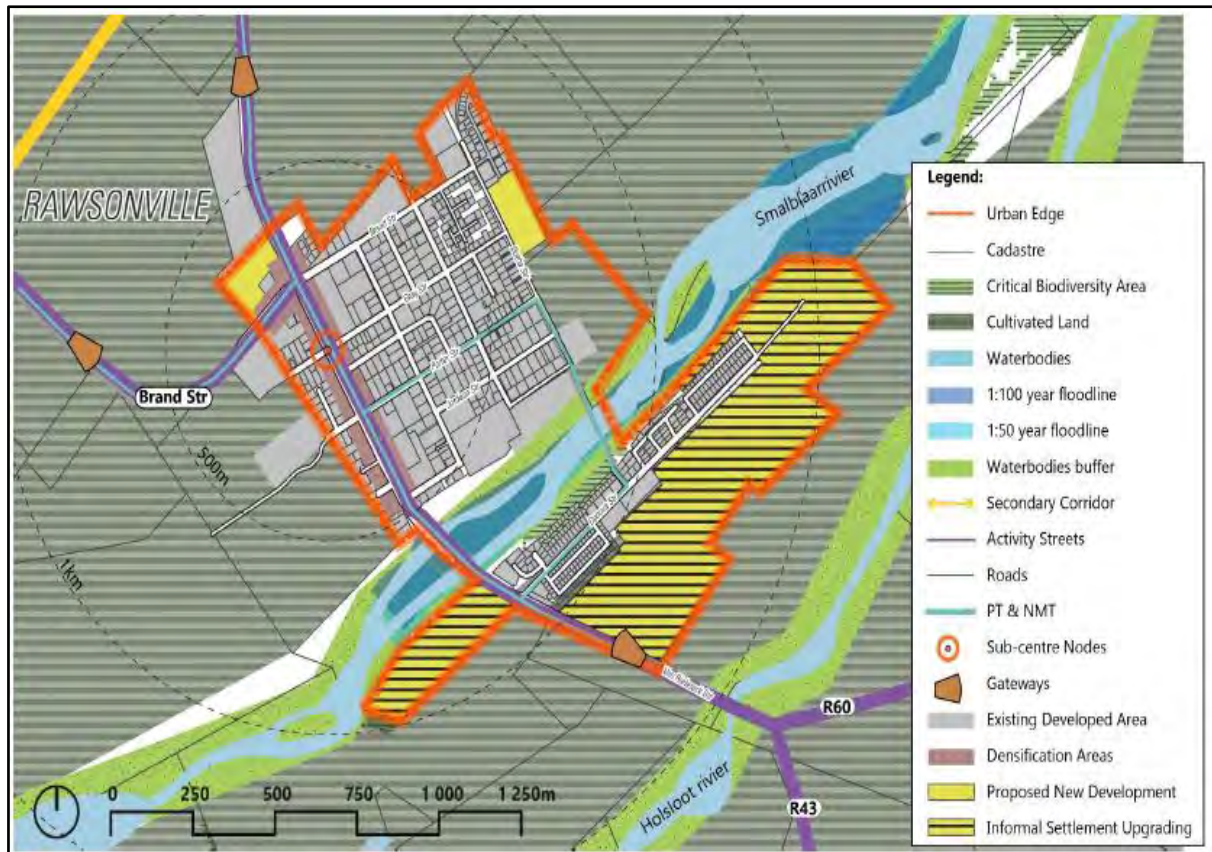 RAWSONVILLE
Smalblaarrivier
Brand Str
500m
1km
0 250 500 750 1 000 1 250m
R60
R43
Holsloot rivier
Legend:
Urban Edge
Cadastre
Critical Biodiversity Area
Cultivated Land
Waterbodies
1:100 year floodline
1:50 year floodline
Waterbodies buffer
Secondary Corridor
Activity Streets
Roads
PT & NMT
Sub-centre Nodes
Gateways
Existing Developed Area
Densification Areas
Proposed New Development
Informal Settlement Upgrading